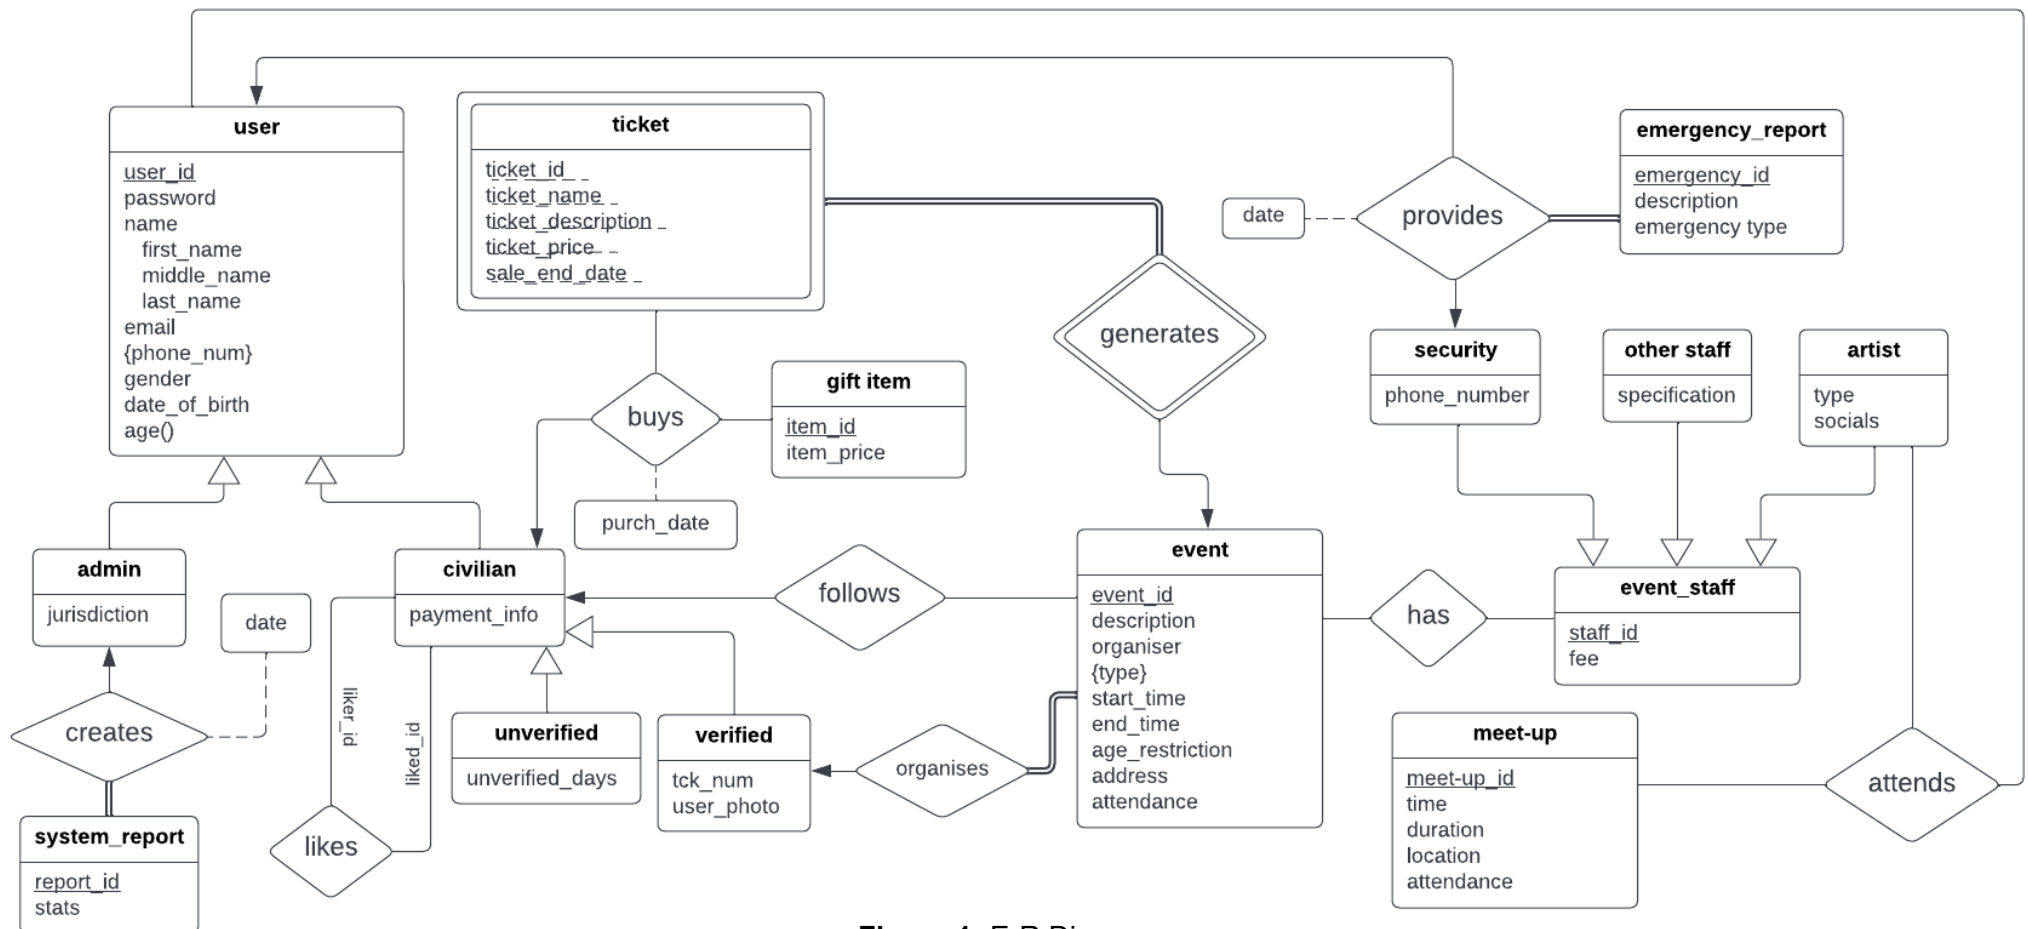 user
user_id
password
name
first_name
middle_name
last_name
email
{phone_num}
gender
date_of_birth
age()
ticket
ticket_id
ticket_name
ticket_description
ticket_price
sale_end_date
generates
date
provides
emergency_report
emergency_id
description
emergency type
buys
gift item
item_id
item_price
purch_date
security
phone_number
other staff
specification
artist
type
socials
admin
jurisdiction
date
civilian
payment_info
follows
event
event_id
description
organiser
{type}
start_time
end_time
age_restriction
address
attendance
has
event_staff
staff_id
fee
creates
liker_id
liked_id
unverified
unverified_days
verified
tck_num
user_photo
organises
meet-up
meet-up_id
time
duration
location
attendance
attends
system_report
report_id
stats
likes